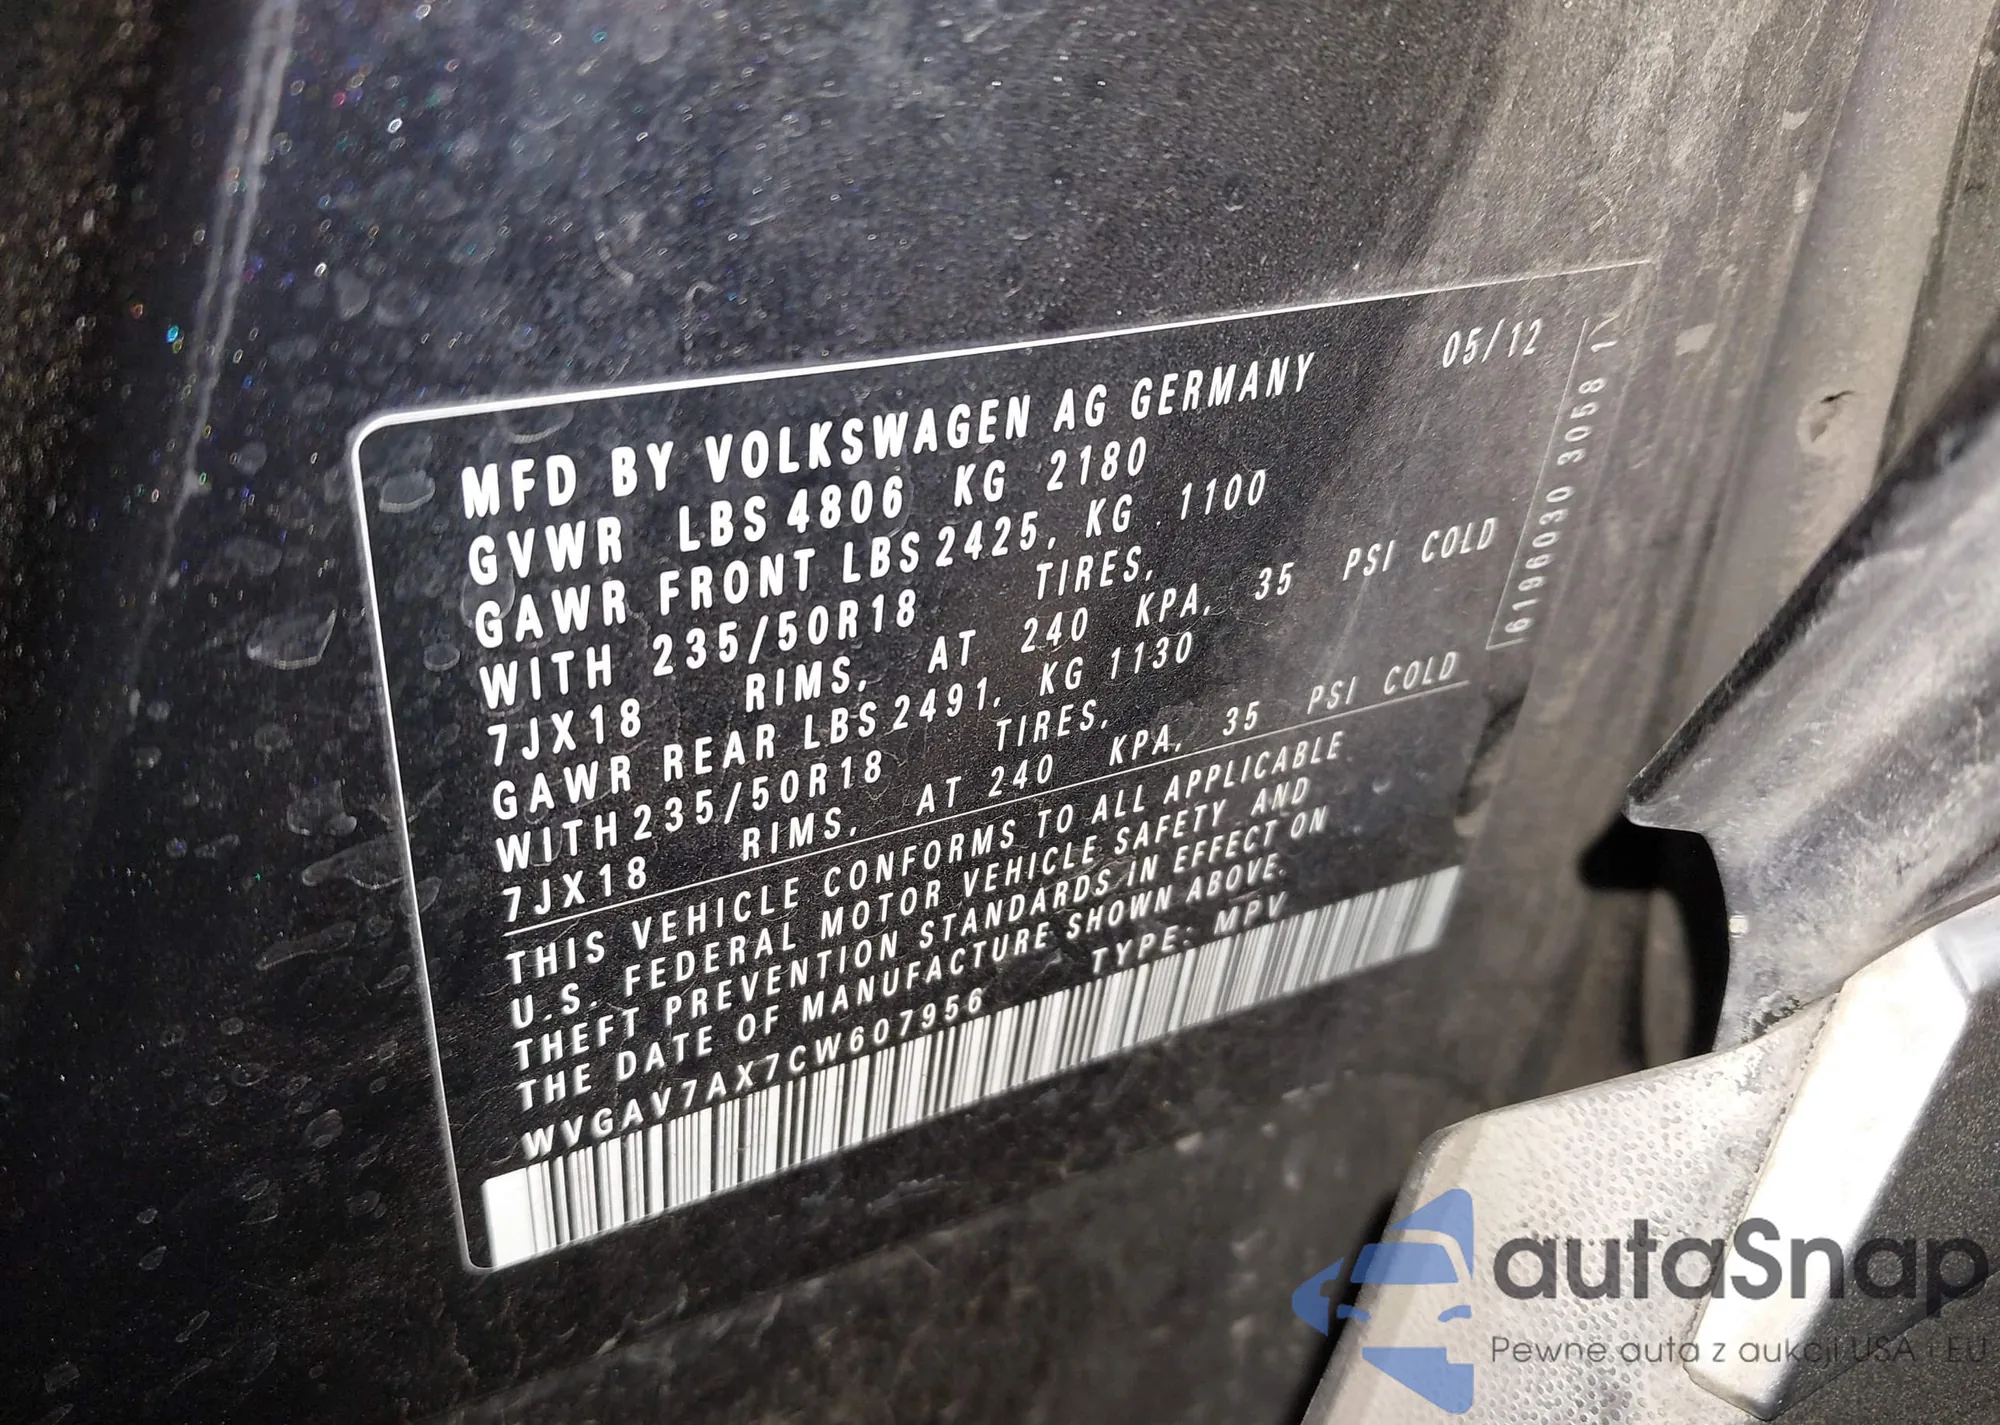 05/12
MFD BY VOLKSWAGEN AG GERMANY
GVWR LBS 4806 KG 2180
GAWR FRONT LBS 2425, KG 1100
WITH 235/50R18 TIRES,
7JX18 RIMS, AT 240 KPA, 35 PSI COLD
GAWR REAR LBS 2491, KG 1130
WITH 235/50R18 TIRES,
7JX18 RIMS, AT 240 KPA, 35 PSI COLD
THIS VEHICLE CONFORMS TO ALL APPLICABLE
U.S. FEDERAL MOTOR VEHICLE SAFETY AND
THEFT PREVENTION STANDARDS IN EFFECT ON
THE DATE OF MANUFACTURE SHOWN ABOVE.
WVGAV7AX7CW607956 TYPE: MPV
6196030 30058 1
autaSnap
Pewne auta z aukcji USA i EU